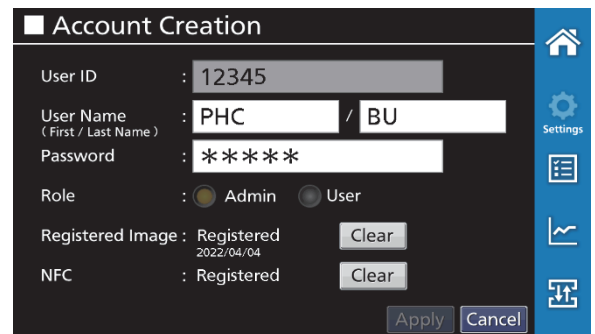 Account Creation
User ID : 12345
User Name : PHC / BU
( First / Last Name )
Password : *****
Role : Admin User
Registered Image : Registered Clear
2022/04/04
NFC : Registered Clear
Apply Cancel
Settings